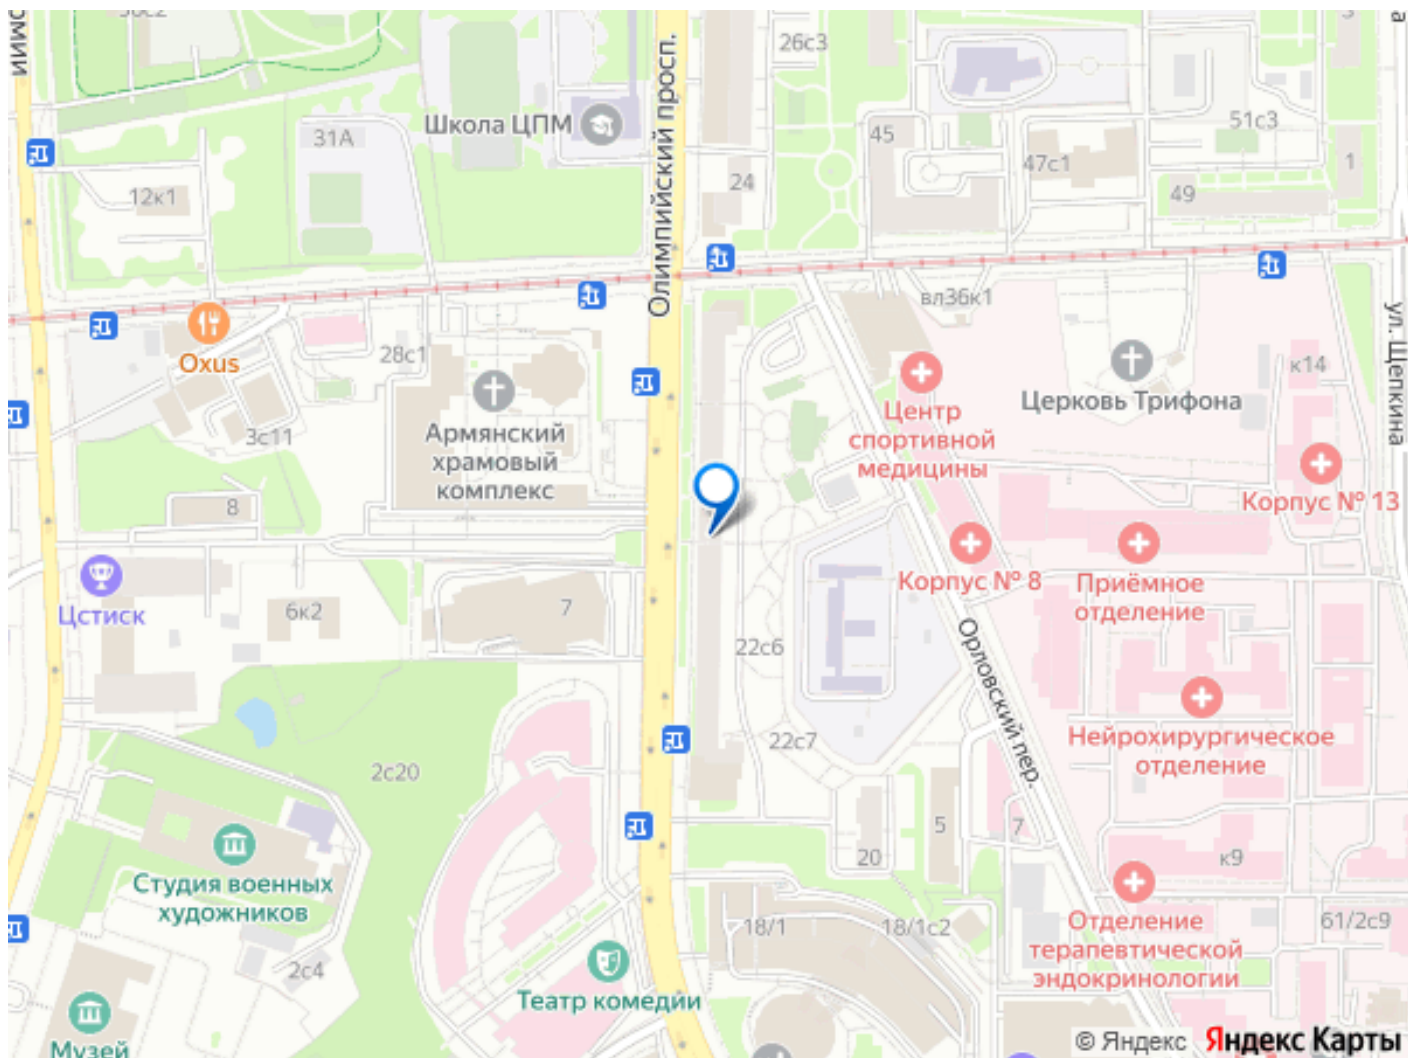 26с3
Олимпийский просп.
Школа ЦПМ
31А
45
51с3
47с1
1
24
12к1
49
вл36к1
Oxus
28с1
ул. Щепкина
к14
Центр
спортивной
медицины
Церковь Трифона
Армянский
храмовый
комплекс
3с11
Корпус № 13
8
Корпус № 8
Приёмное
отделение
Цстиск
6к2
7
22с6
Орловский пер.
Нейрохирургическое
отделение
22с7
2с20
5
7
20
к9
Студия военных
художников
18/1
18/1с2
Отделение
терапевтической
эндокринологии
61/2с9
2с4
Театр комедии
Музей
© Яндекс Яндекс Карты